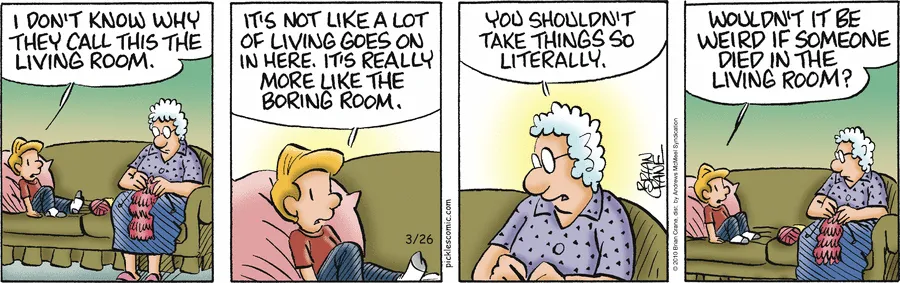 I DON'T KNOW WHY
THEY CALL THIS THE
LIVING ROOM.
IT'S NOT LIKE A LOT
OF LIVING GOES ON
IN HERE. IT'S REALLY
MORE LIKE THE
BORING ROOM.
3/26
picklescomic.com
YOU SHOULDN'T
TAKE THINGS SO
LITERALLY.
BRIAN
CRANE
© 2010 Brian Crane, dist. by Andrews McMeel Syndication
WOULDN'T IT BE
WEIRD IF SOMEONE
DIED IN THE
LIVING ROOM?